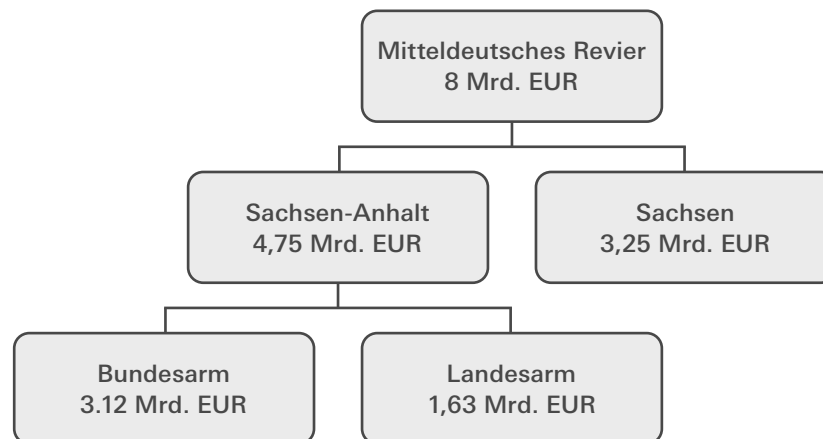 Mitteldeutsches Revier
8 Mrd. EUR
Sachsen-Anhalt
4,75 Mrd. EUR
Sachsen
3,25 Mrd. EUR
Bundesarm
3.12 Mrd. EUR
Landesarm
1,63 Mrd. EUR